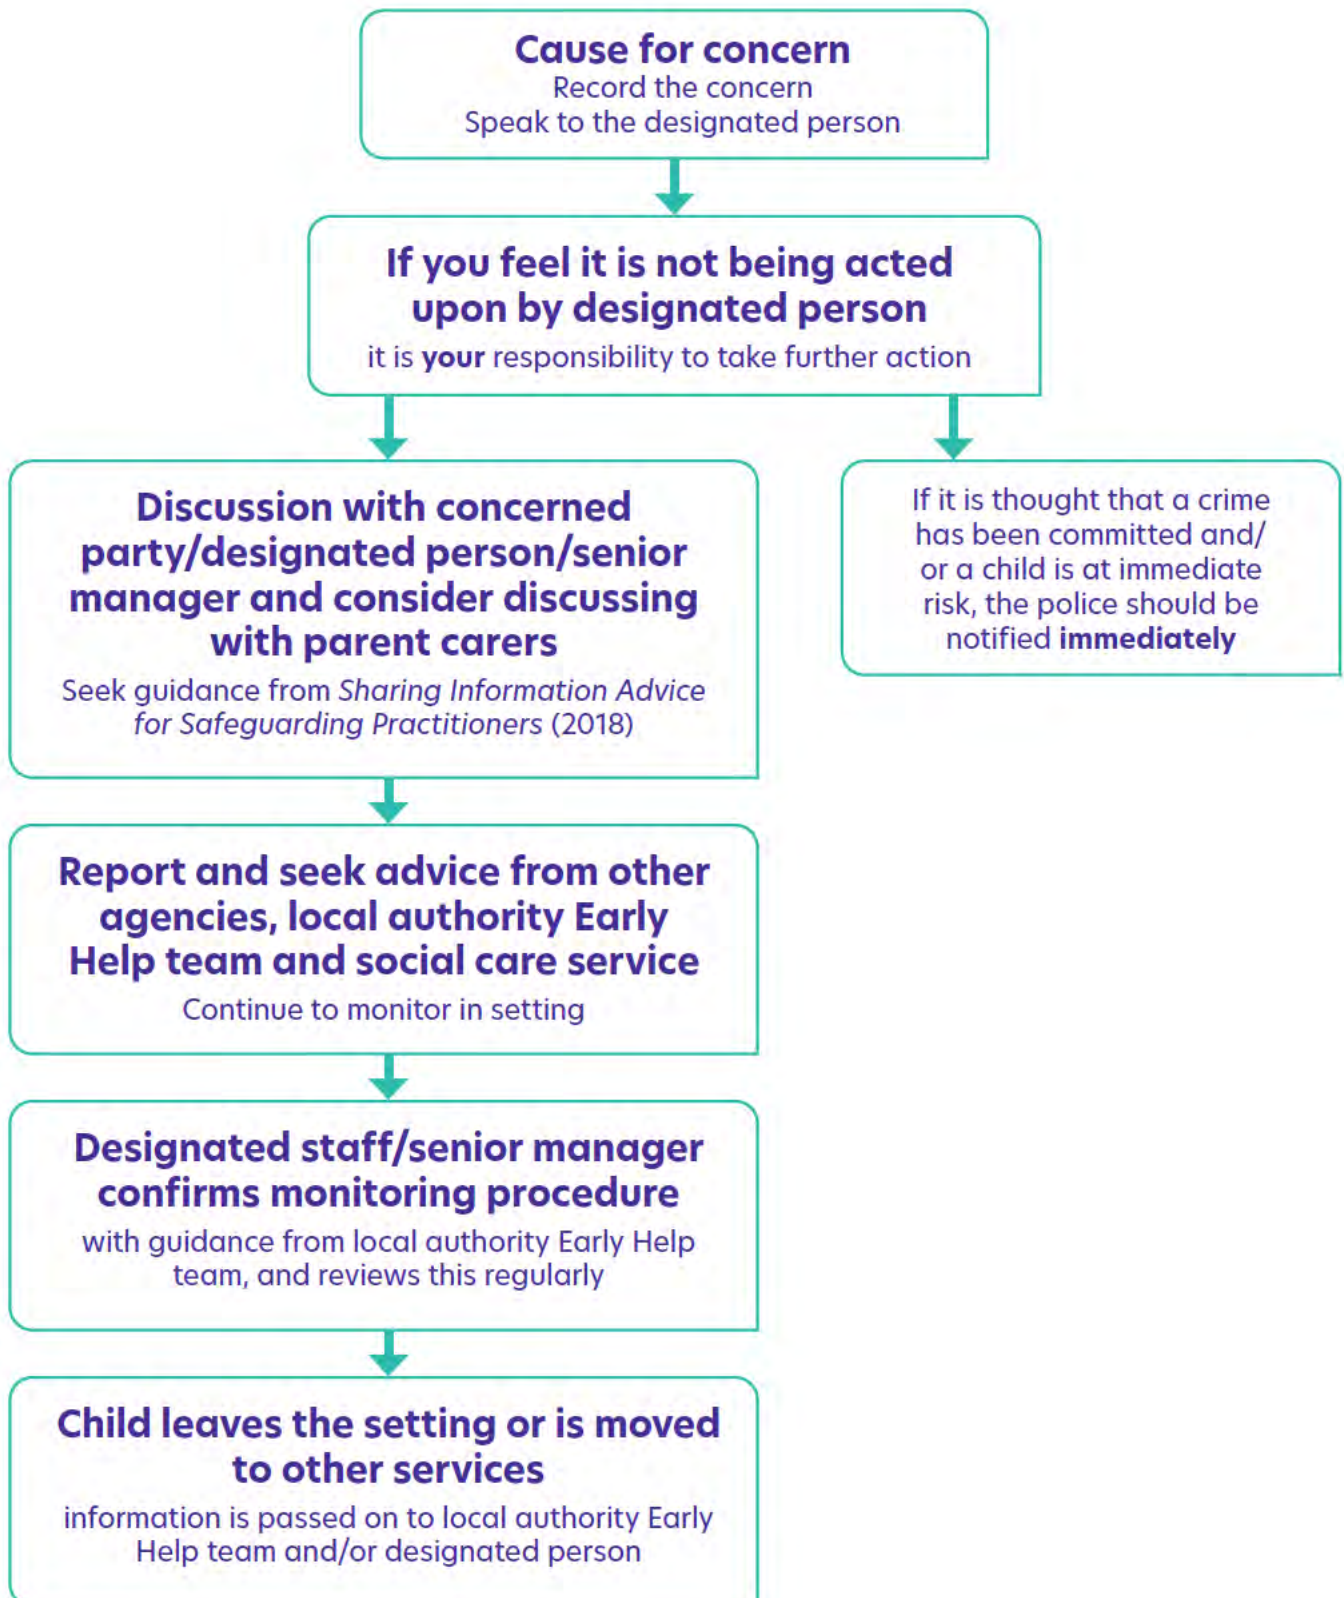 Cause for concern
Record the concern
Speak to the designated person
If you feel it is not being acted
upon by designated person
it is your responsibility to take further action
Discussion with concerned
party/designated person/senior
manager and consider discussing
with parent carers
Seek guidance from Sharing Information Advice
for Safeguarding Practitioners (2018)
If it is thought that a crime
has been committed and/
or a child is at immediate
risk, the police should be
notified immediately
Report and seek advice from other
agencies, local authority Early
Help team and social care service
Continue to monitor in setting
Designated staff/senior manager
confirms monitoring procedure
with guidance from local authority Early Help
team, and reviews this regularly
Child leaves the setting or is moved
to other services
information is passed on to local authority Early
Help team and/or designated person